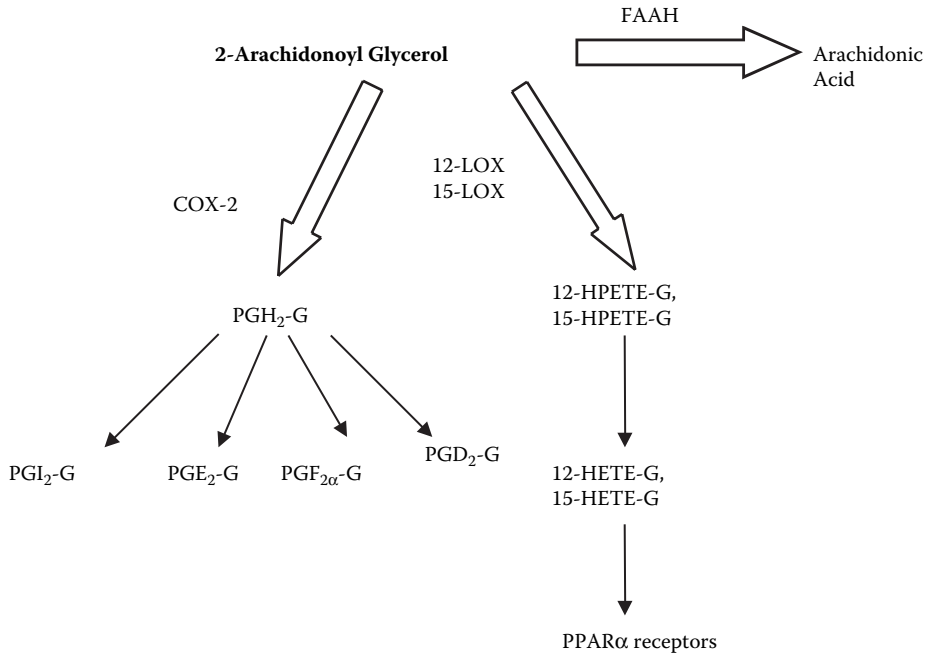 FAAH
2-Arachidonoyl Glycerol
Arachidonic
Acid
12-LOX
15-LOX
COX-2
12-HPETE-G,
15-HPETE-G
PGH₂-G
PGD₂-G
PGI₂-G
PGE₂-G
PGF₂α-G
12-HETE-G,
15-HETE-G
PPARα receptors